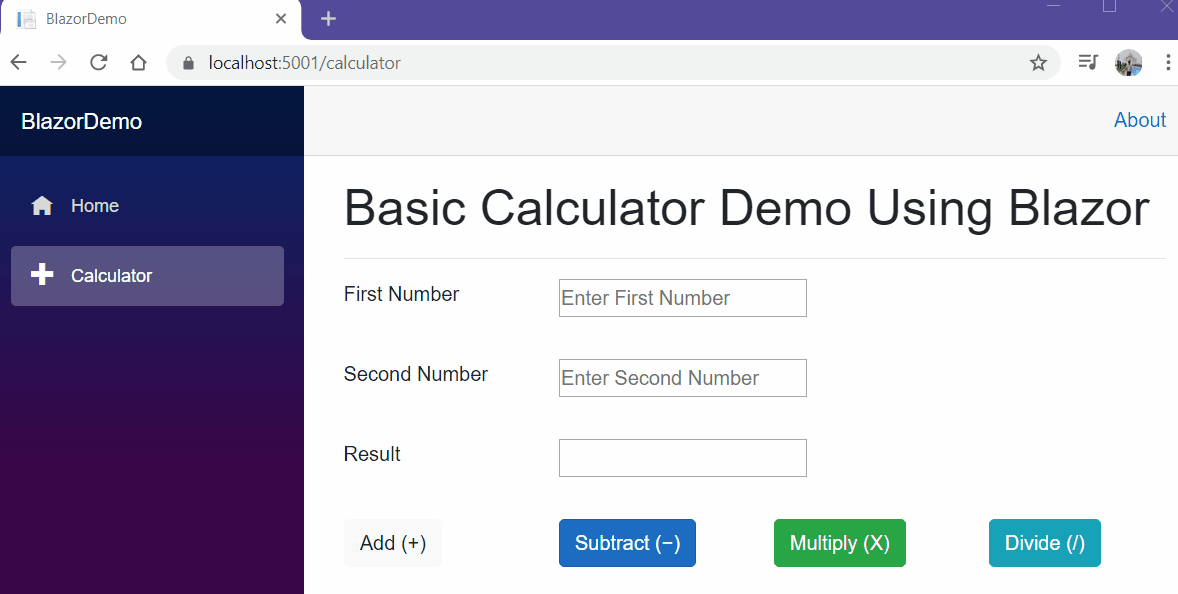 BlazorDemo
localhost:5001/calculator
BlazorDemo
About
Home
Calculator
Basic Calculator Demo Using Blazor
First Number
Enter First Number
Second Number
Enter Second Number
Result
Add (+)
Subtract (−)
Multiply (X)
Divide (/)